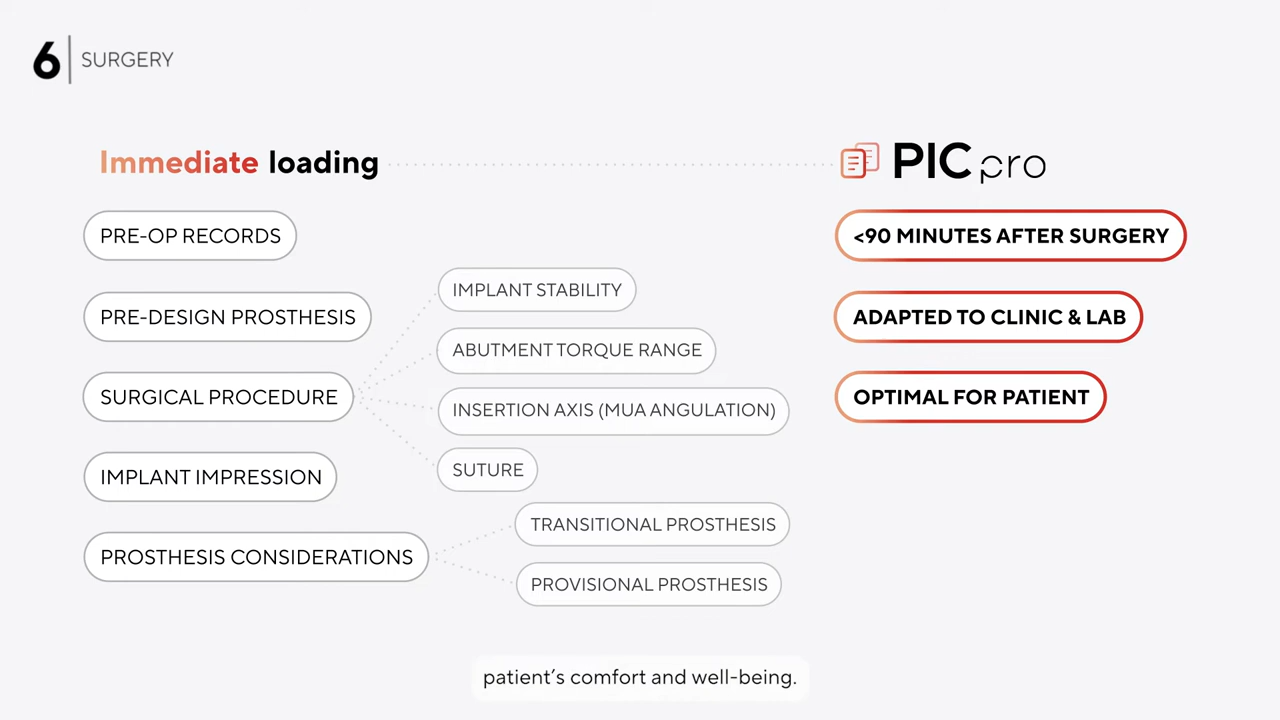 6 | SURGERY
Immediate loading
PRE-OP RECORDS
PRE-DESIGN PROSTHESIS
SURGICAL PROCEDURE
IMPLANT STABILITY
ABUTMENT TORQUE RANGE
INSERTION AXIS (MUA ANGULATION)
SUTURE
IMPLANT IMPRESSION
PROSTHESIS CONSIDERATIONS
TRANSITIONAL PROSTHESIS
PROVISIONAL PROSTHESIS
PIC pro
<90 MINUTES AFTER SURGERY
ADAPTED TO CLINIC & LAB
OPTIMAL FOR PATIENT
patient's comfort and well-being.